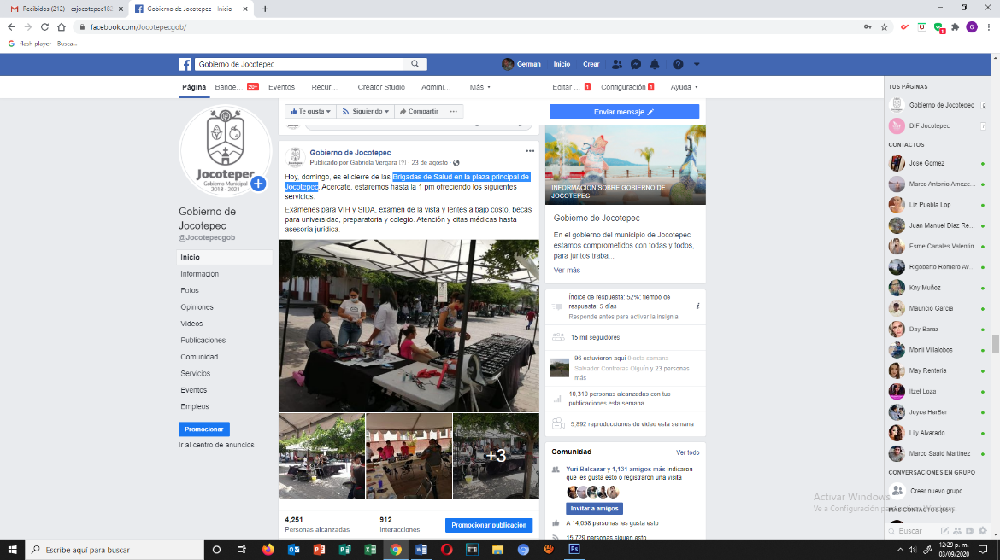 Recibidos (212) - csjocotepec182
Gobierno de Jocotepec - Inicio
facebook.com/Jocotepecgob/
flash player - Busca...
Gobierno de Jocotepec
German
Inicio
Crear
Página
Bande...
20+
Eventos
Recur...
Creator Studio
Admini...
Más
Editar ...
1
Configuración
1
Ayuda
Te gusta
Siguiendo
Compartir
...
Enviar mensaje
Jocotepec
Gobierno Municipal
2018 - 2021
Gobierno de
Jocotepec
@Jocotepecgob
Inicio
Información
Fotos
Opiniones
Videos
Publicaciones
Comunidad
Servicios
Eventos
Empleos
Promocionar
Ir al centro de anuncios
Gobierno de Jocotepec
Publicado por Gabriela Vergara [?] · 23 de agosto ·
Hoy, domingo, es el cierre de las Brigadas de Salud en la plaza principal de
Jocotepec. Acércate, estaremos hasta la 1 pm ofreciendo los siguientes
servicios.
Exámenes para VIH y SIDA, examen de la vista y lentes a bajo costo, becas
para universidad, preparatoria y colegio. Atención y citas médicas hasta
asesoría jurídica.
+3
4,251
Personas alcanzadas
912
Interacciones
Promocionar publicación
INFORMACIÓN SOBRE GOBIERNO DE
JOCOTEPEC
Gobierno de Jocotepec
En el gobierno del municipio de Jocotepec
estamos comprometidos con todas y todos,
para juntos traba...
Ver más
Índice de respuesta: 52%; tiempo de
respuesta: 5 días
Responde antes para activar la insignia
15 mil seguidores
96 estuvieron aquí 0 esta semana
Salvador Contreras Olguín y 23 personas
más
10,310 personas alcanzadas con tus
publicaciones esta semana
5,892 reproducciones de video esta semana
Comunidad
Ver todo
Yuri Balcazar y 1,131 amigos más indicaron
que les gusta esto o registraron una visita
Invitar a amigos
A 14,058 personas les gusta esto
15,729 personas siguen esto
TUS PÁGINAS
Gobierno de Jocotepec
9
DIF Jocotepec
7
CONTACTOS
Jose Gomez
Marco Antonio Amezc...
Liz Puebla Lop
Juan Manuel Diaz Re...
Esme Canales Valentin
Rigoberto Romero Av...
Kny Muñoz
Mauricio Garcia
Day Barez
Monii Villalobos
May Renteria
Itzel Loza
Joyce HerBer
Lily Alvarado
Marco Saaid Martinez
CONVERSACIONES EN GRUPO
Crear nuevo grupo
MÁS CONTACTOS
Activar Windows
Ve a Configuración
Buscar
Escribe aquí para buscar
12:29 p. m.
03/09/2020